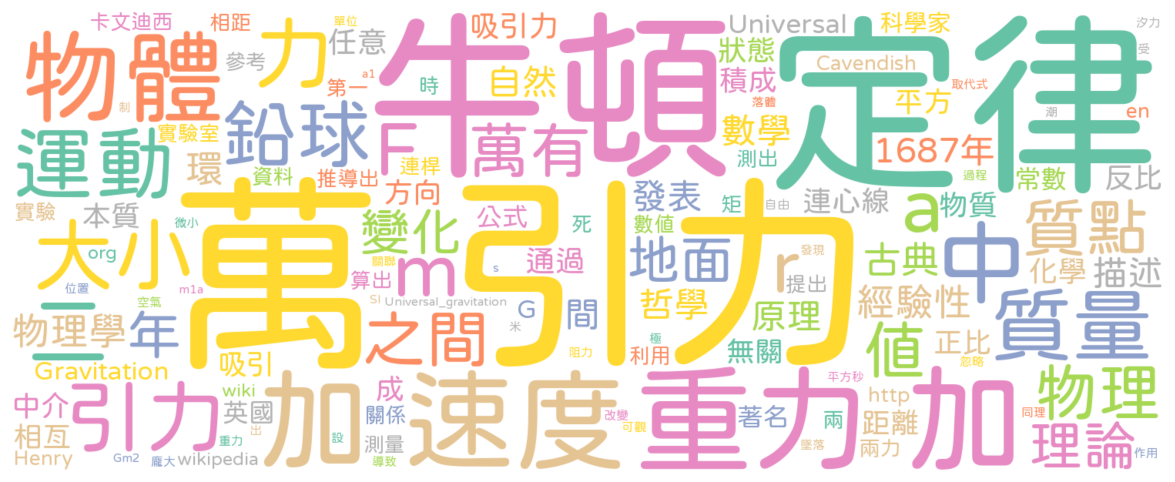 卡文迪西
相距
單位
吸引力
Universal
科學家
汐力
物體
力
任意
牛頓
狀態
定律
受
參考
Cavendish
a1
第一
時
自然
積成
取代式
平方
落體
潮
en
制
運動
實驗室
鉛球
F
萬有
數學
1687年
環
連桿
測出
反比
資料
推導出
方向
過程
常數
實驗
本質
微小
萬
引力
發表
矩
自由
連心線
a
物質
質點
大小
變化
公式
死
數值
org
關聯
m
通過
地面
發現
r
古典
中
化學
描述
位置
空氣
m1a
算出
s
提出
SI
Universal_gravitation
G
間
哲學
經驗性
質量
二
物理學
年
之間
米
原理
值
正比
吸引
阻力
利用
極
無關
忽略
Gravitation
中介
引力
wiki
加
成
速度
重力
平方秒
加
物理
英國
關係
改變
著名
兩
http
同理
相互
出
可觀
距離
理論
Henry
Gm2
龐大
重力
wikipedia
設
測量
導致
墜落
兩力
作用